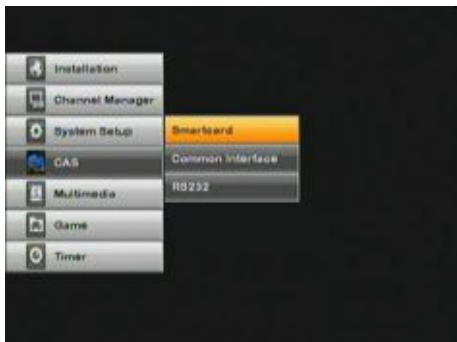 Installation
Channel Manager
System Setup
CAS
Multimedia
Game
Timer
Smartcard
Common Interface
RS232